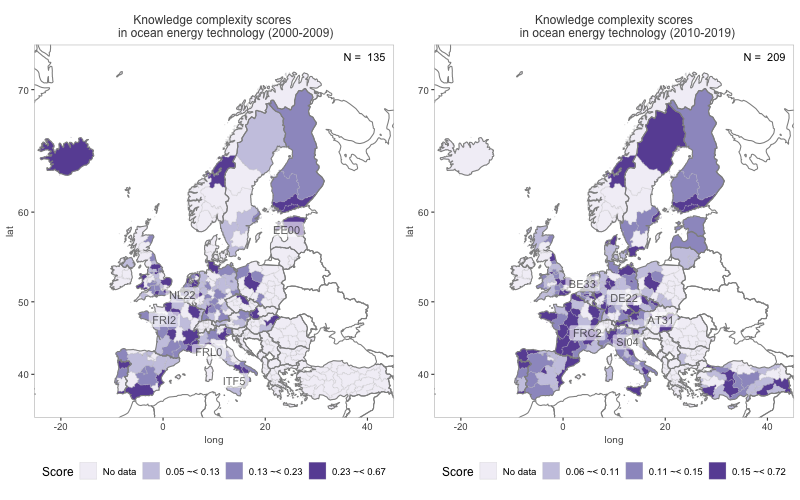 Knowledge complexity scores
in ocean energy technology (2000-2009)
N = 135
70
60
50
40
lat
EE00
NL22
FRI2
FRL0
ITF5
-20
0
20
40
long
Score
No data
0.05 ~< 0.13
0.13 ~< 0.23
0.23 ~< 0.67
Knowledge complexity scores
in ocean energy technology (2010-2019)
N = 209
70
60
50
40
lat
BE33
DE22
FRC2
AT31
SI04
-20
0
20
40
long
Score
No data
0.06 ~< 0.11
0.11 ~< 0.15
0.15 ~< 0.72